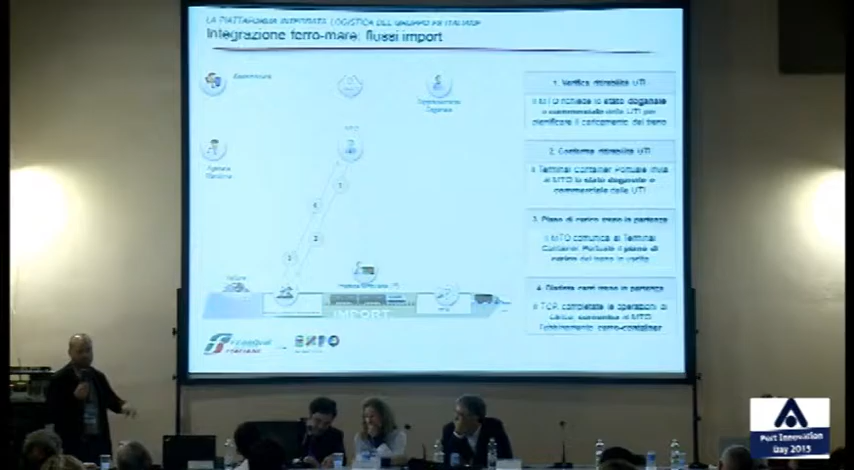 LA PIATTAFORMA INTEGRATA LOGISTICA DEL GRUPPO FS ITALIANE
Integrazione ferro-mare: flussi import
MTO
Agenzia
Marittima
1. Verifica ritirabilità UTI
Il MTO richiede lo stato doganale
e commerciale delle UTI per
pianificare il caricamento del treno
2. Conferma ritirabilità UTI
Il Terminal Container Portuale invia
al MTO lo stato doganale e
commerciale delle UTI
3. Piano di carico treno in partenza
Il MTO comunica al Terminal
Container Portuale il piano di
carico del treno in uscita
4. Distinta carri treno in partenza
Il TCP, completate le operazioni di
carico, comunica al MTO
l'abbinamento carro-container
IMPORT
ITALIANE
EXPO
Port Innovation
Day 2015